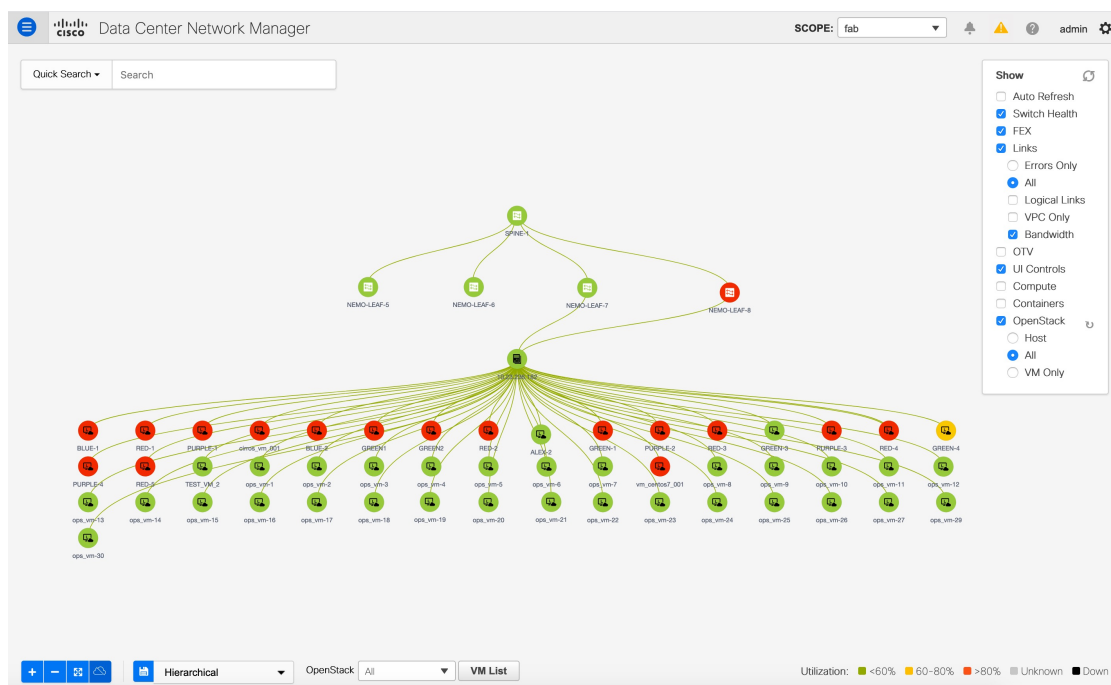 cisco Data Center Network Manager SCOPE: fab admin
Quick Search Search
Show
Auto Refresh
Switch Health
FEX
Links
Errors Only
All
Logical Links
VPC Only
Bandwidth
OTV
UI Controls
Compute
Containers
OpenStack
Host
All
VM Only
SPINE-1
NEMO-LEAF-5 NEMO-LEAF-6 NEMO-LEAF-7 NEMO-LEAF-8
BLUE-1 RED-1 PURPLE-1 cirros_vm_001 BLUE-2 GREEN1 GREEN2 RED-2 ALEX-2 GREEN-1 PURPLE-2 RED-3 GREEN-3 PURPLE-3 RED-4 GREEN-4
PURPLE-4 RED-5 TEST_VM_2 ops_vm-1 ops_vm-2 ops_vm-3 ops_vm-4 ops_vm-5 ops_vm-6 ops_vm-7 vm_centos7_001 ops_vm-8 ops_vm-9 ops_vm-10 ops_vm-11 ops_vm-12
ops_vm-13 ops_vm-14 ops_vm-15 ops_vm-16 ops_vm-17 ops_vm-18 ops_vm-19 ops_vm-20 ops_vm-21 ops_vm-22 ops_vm-23 ops_vm-24 ops_vm-25 ops_vm-26 ops_vm-27 ops_vm-29
ops_vm-30
Hierarchical OpenStack All VM List Utilization: <60% 60-80% >80% Unknown Down